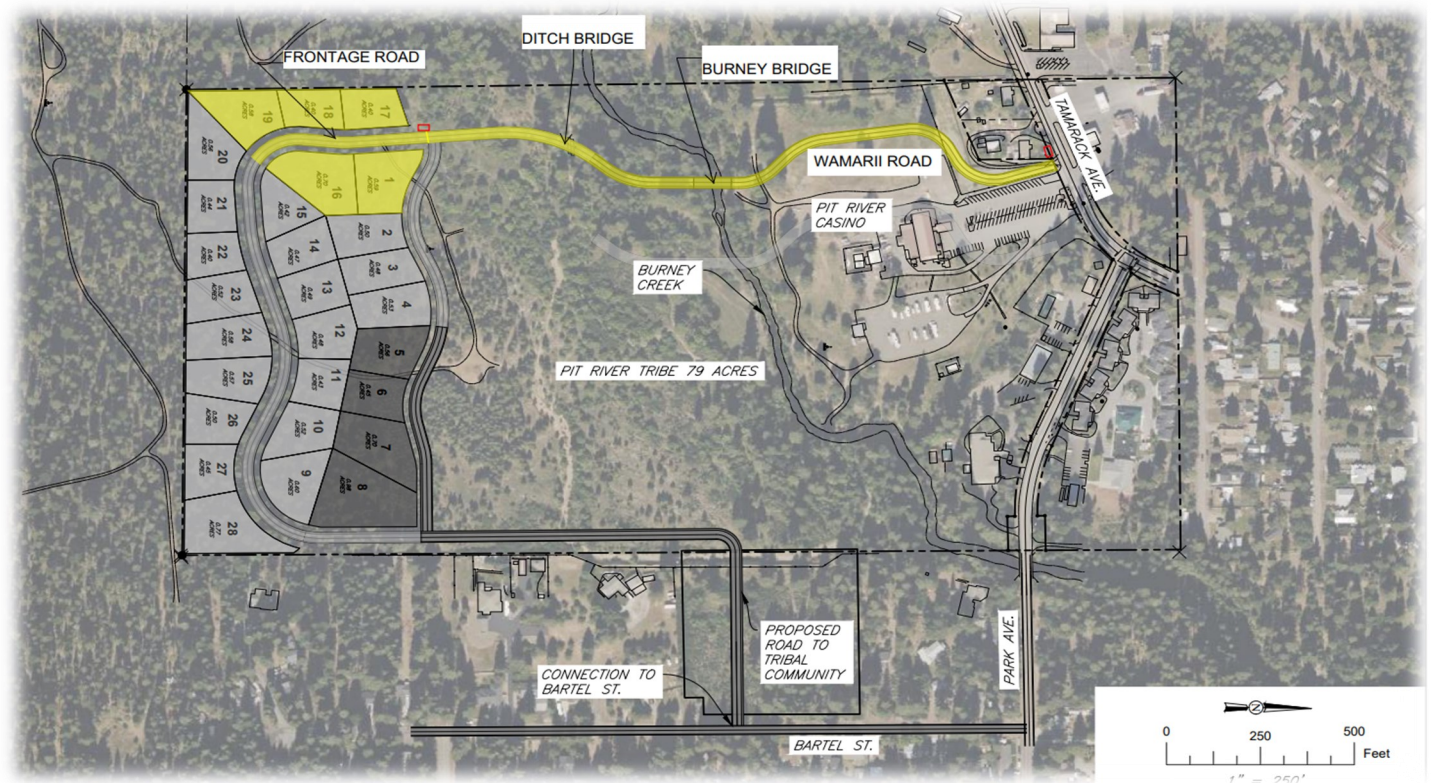 DITCH BRIDGE
FRONTAGE ROAD
BURNEY BRIDGE
TAMARACK AVE.
WAMARII ROAD
PIT RIVER
CASINO
BURNEY
CREEK
PIT RIVER TRIBE 79 ACRES
PROPOSED
ROAD TO
TRIBAL
COMMUNITY
CONNECTION TO
BARTEL ST.
PARK AVE.
BARTEL ST.
17
18
19
20
21
22
23
24
25
26
27
28
1
16
15
14
13
12
11
10
9
2
3
4
5
6
7
8
0 250 500
Feet
1" = 250'